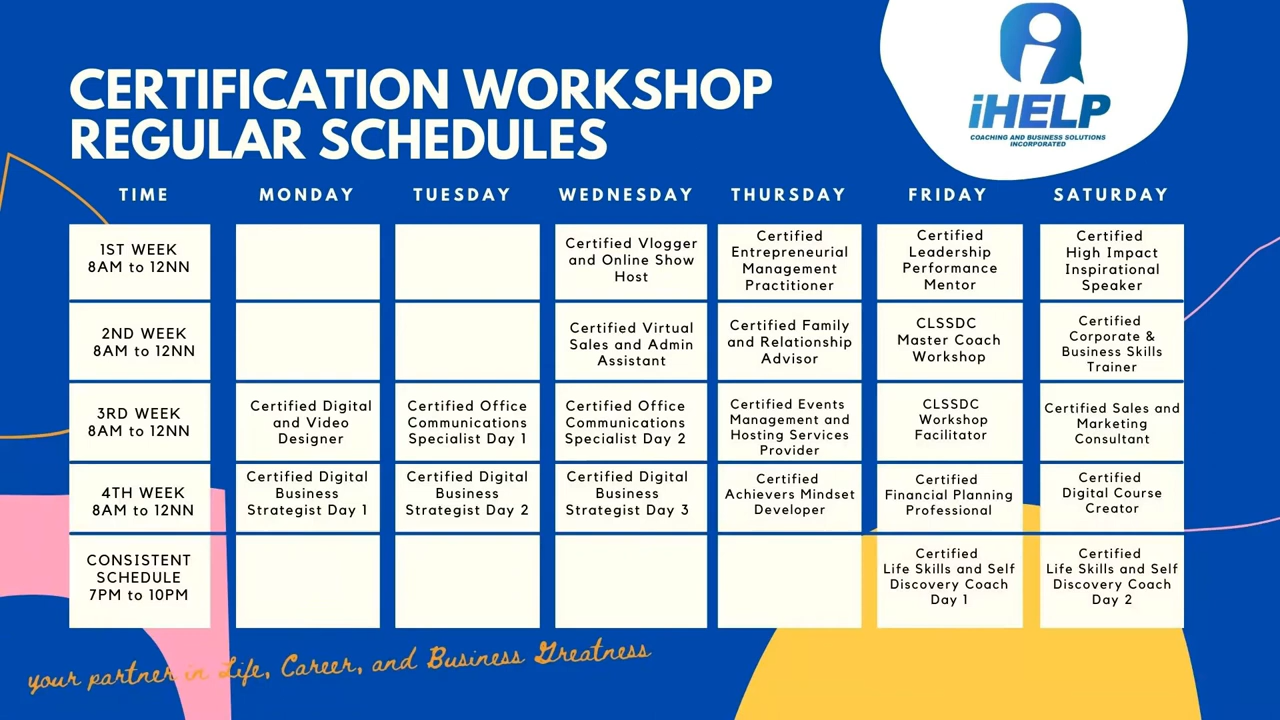 iHELP
COACHING AND BUSINESS SOLUTIONS
INCORPORATED
CERTIFICATION WORKSHOP
REGULAR SCHEDULES
TIME
MONDAY
TUESDAY
WEDNESDAY
THURSDAY
FRIDAY
SATURDAY
1ST WEEK
8AM to 12NN
Certified Vlogger
and Online Show
Host
Certified
Entrepreneurial
Management
Practitioner
Certified
Leadership
Performance
Mentor
Certified
High Impact
Inspirational
Speaker
2ND WEEK
8AM to 12NN
Certified Virtual
Sales and Admin
Assistant
Certified Family
and Relationship
Advisor
CLSSDC
Master Coach
Workshop
Certified
Corporate &
Business Skills
Trainer
3RD WEEK
8AM to 12NN
Certified Digital
and Video
Designer
Certified Office
Communications
Specialist Day 1
Certified Office
Communications
Specialist Day 2
Certified Events
Management and
Hosting Services
Provider
CLSSDC
Workshop
Facilitator
Certified Sales and
Marketing
Consultant
4TH WEEK
8AM to 12NN
Certified Digital
Business
Strategist Day 1
Certified Digital
Business
Strategist Day 2
Certified Digital
Business
Strategist Day 3
Certified
Achievers Mindset
Developer
Certified
Financial Planning
Professional
Certified
Digital Course
Creator
CONSISTENT
SCHEDULE
7PM to 10PM
Certified
Life Skills and Self
Discovery Coach
Day 1
Certified
Life Skills and Self
Discovery Coach
Day 2
your partner in Life, Career, and Business Greatness